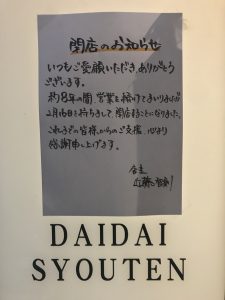 閉店のお知らせ
いつもご愛顧いただき、ありがとう
ございます。
約8年の間、営業を続けてまいりましたが
2月16日を持ちまして閉店することになりました。
これまでの皆様からのご支援、心より
感謝申し上げます。
店主
DAIDAI
SYOUTEN